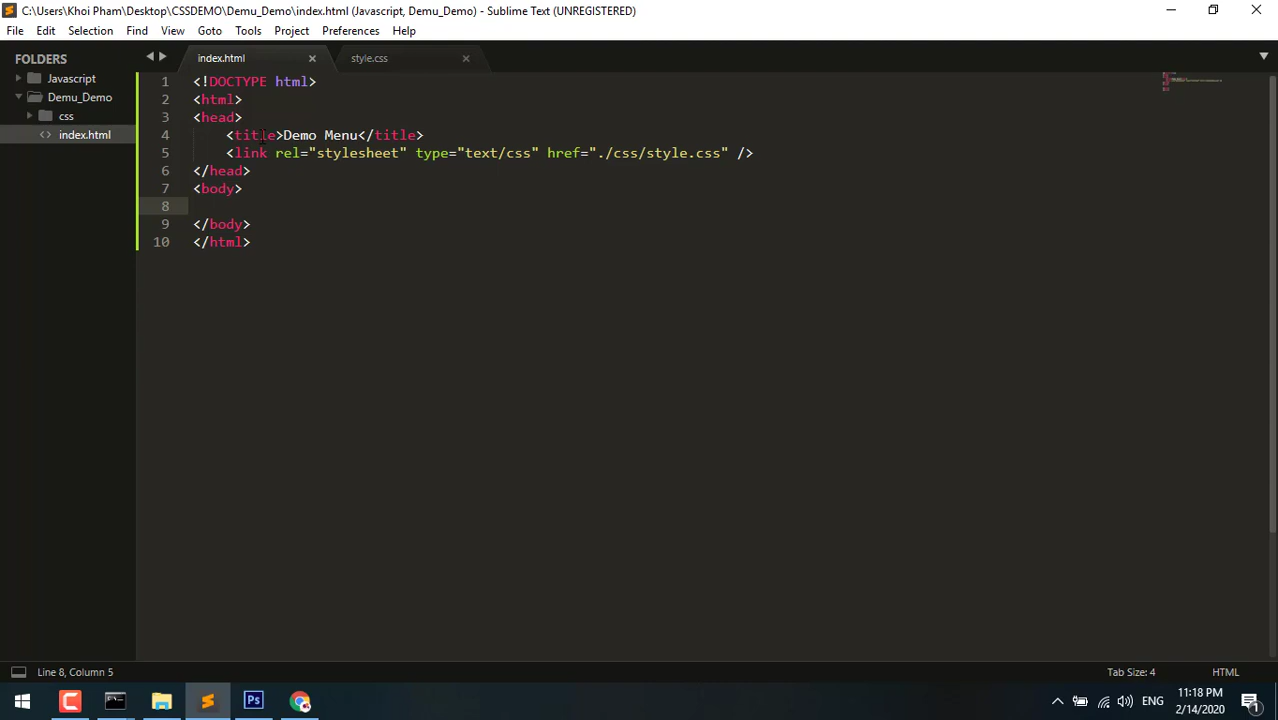 C:\Users\Khoi Pham\Desktop\CSSDEMO\Demu_Demo\index.html (Javascript, Demu_Demo) - Sublime Text (UNREGISTERED)
File Edit Selection Find View Goto Tools Project Preferences Help
FOLDERS
Javascript
Demu_Demo
css
index.html
index.html style.css
1 <!DOCTYPE html>
2 <html>
3 <head>
4 <title>Demo Menu</title>
5 <link rel="stylesheet" type="text/css" href="./css/style.css" />
6 </head>
7 <body>
8
9 </body>
10 </html>
Line 8, Column 5 Tab Size: 4 HTML
Ps
ENG
11:18 PM
2/14/2020
1